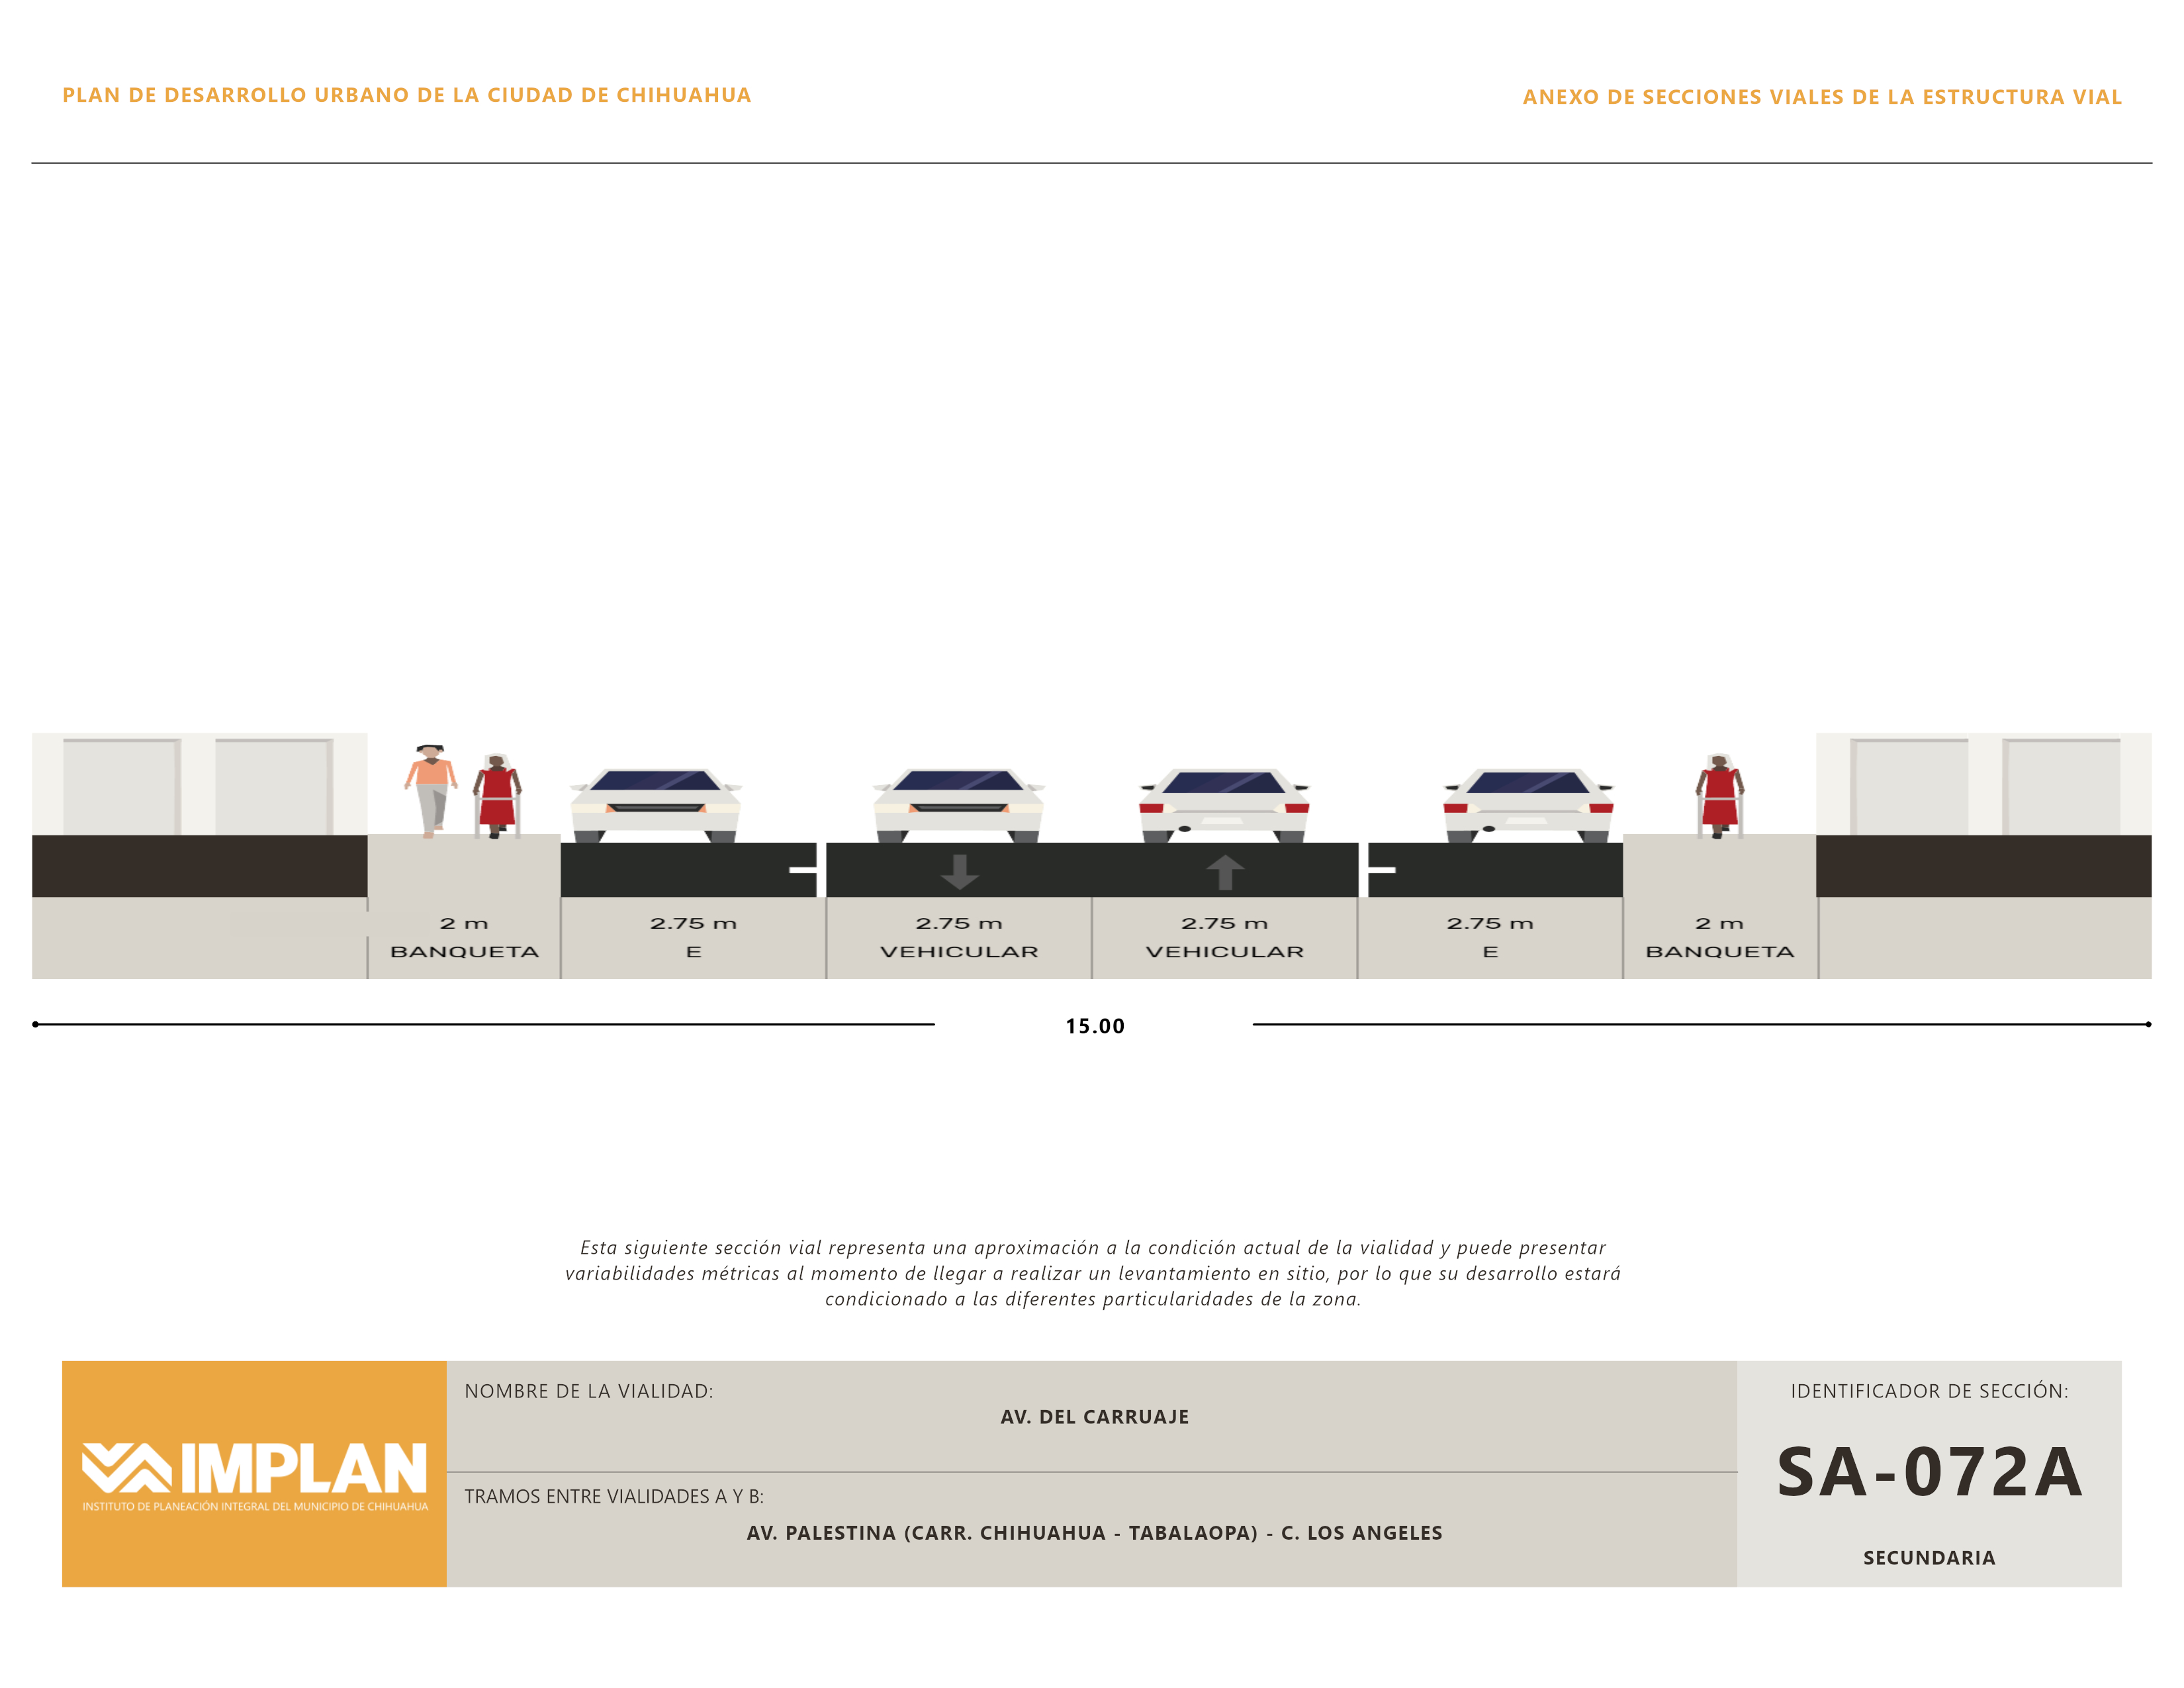 PLAN DE DESARROLLO URBANO DE LA CIUDAD DE CHIHUAHUA
ANEXO DE SECCIONES VIALES DE LA ESTRUCTURA VIAL
2 m
BANQUETA
2.75 m
E
2.75 m
VEHICULAR
2.75 m
VEHICULAR
2.75 m
E
2 m
BANQUETA
15.00
Esta siguiente sección vial representa una aproximación a la condición actual de la vialidad y puede presentar
variabilidades métricas al momento de llegar a realizar un levantamiento en sitio, por lo que su desarrollo estará
condicionado a las diferentes particularidades de la zona.
IMPLAN
INSTITUTO DE PLANEACIÓN INTEGRAL DEL MUNICIPIO DE CHIHUAHUA
NOMBRE DE LA VIALIDAD:
AV. DEL CARRUAJE
TRAMOS ENTRE VIALIDADES A Y B:
AV. PALESTINA (CARR. CHIHUAHUA - TABALAOPA) - C. LOS ANGELES
IDENTIFICADOR DE SECCIÓN:
SA-072A
SECUNDARIA